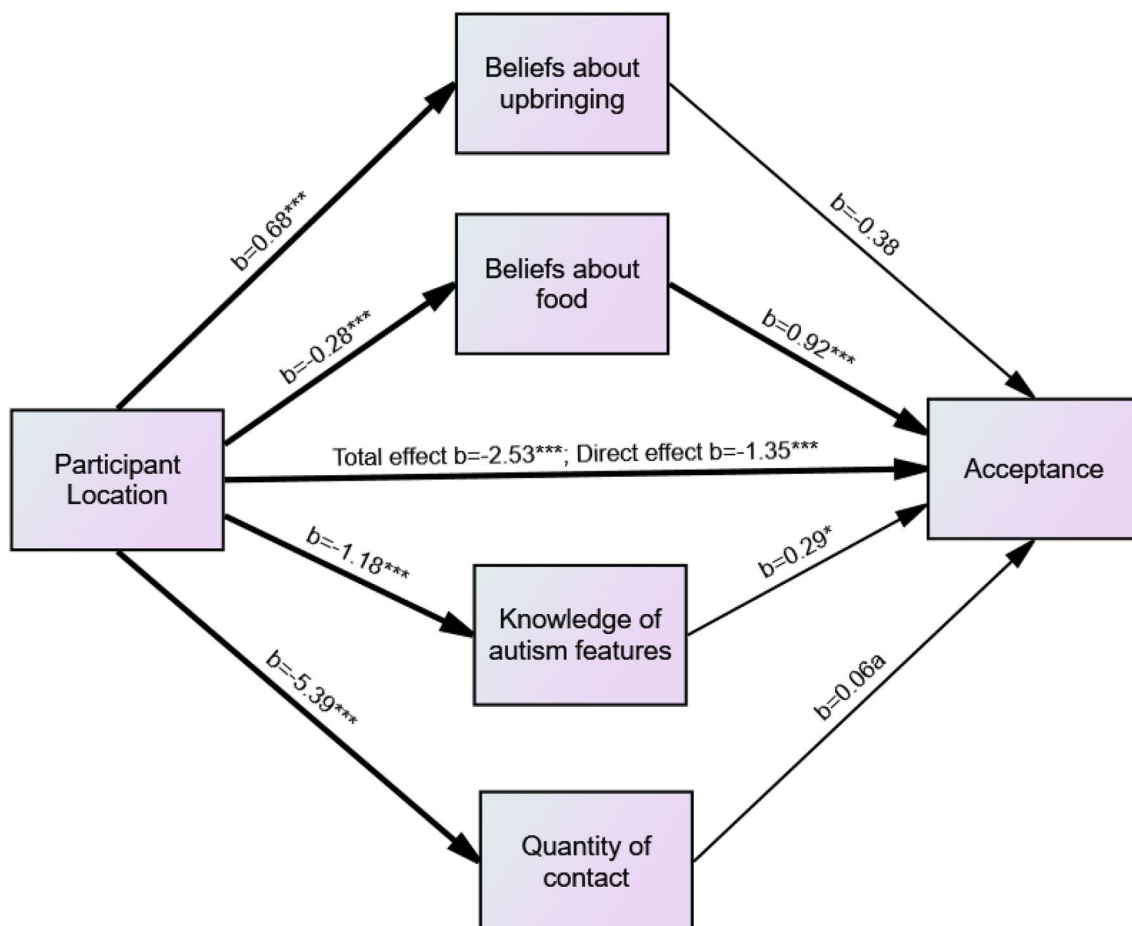 Beliefs about
upbringing
b=0.68***
b=-0.38
Beliefs about
food
b=-0.28***
b=0.92***
Participant
Location
Total effect b=-2.53***; Direct effect b=-1.35***
Acceptance
b=-1.18***
b=0.29*
Knowledge of
autism features
b=-5.39***
b=0.06a
Quantity of
contact